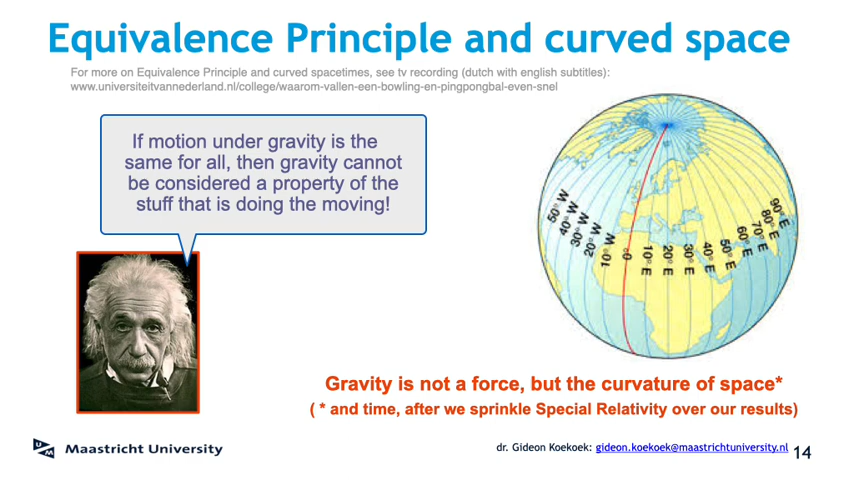 Equivalence Principle and curved space
For more on Equivalence Principle and curved spacetimes, see tv recording (dutch with english subtitles):
www.universiteitvannederland.nl/college/waarom-vallen-een-bowling-en-pingpongbal-even-snel
If motion under gravity is the
same for all, then gravity cannot
be considered a property of the
stuff that is doing the moving!
50° W
40° W
30° W
20° W
10° W
0°
10° E
20° E
30° E
40° E
50° E
60° E
70° E
80° E
90° E
Gravity is not a force, but the curvature of space*
( * and time, after we sprinkle Special Relativity over our results)
UM Maastricht University
dr. Gideon Koekoek: gideon.koekoek@maastrichtuniversity.nl 14